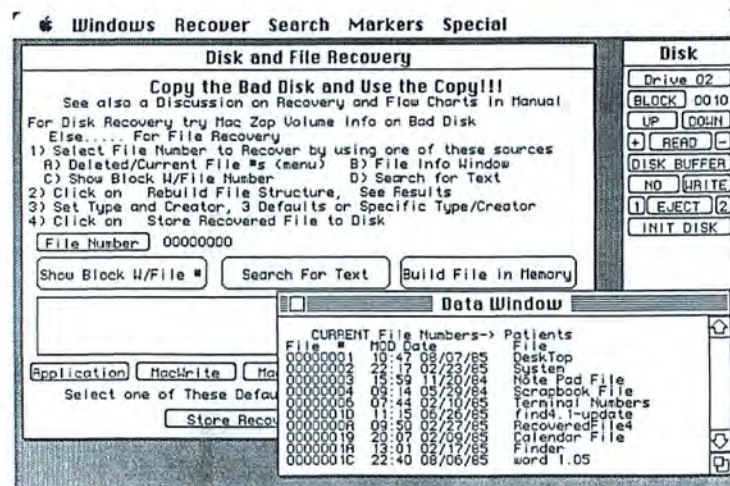 Windows Recover Search Markers Special
Disk and File Recovery
Copy the Bad Disk and Use the Copy!!!
See also a Discussion on Recovery and Flow Charts in Manual
For Disk Recovery try Mac Zap Volume Info on Bad Disk
Else..... For File Recovery
1) Select File Number to Recover by using one of these sources
A) Deleted/Current File #s (menu) B) File Info Window
C) Show Block W/File Number D) Search for Text
2) Click on Rebuild File Structure, See Results
3) Set Type and Creator, 3 Defaults or Specific Type/Creator
4) Click on Store Recovered File to Disk
File Number 00000000
Show Block W/File # Search For Text Build File in Memory
Application MacWrite Ma
Select one of These Defau
Store Reco
Disk
Drive 02
BLOCK 0010
UP DOWN
+ READ -
DISK BUFFER
NO WRITE
1 EJECT 2
INIT DISK
Data Window
CURRENT File Numbers-> Patients
File # MOD Date File
00000001 10:47 08/07/85 DeskTop
00000002 22:17 02/23/85 System
00000003 15:59 11/20/84 Note Pad File
00000004 09:14 05/29/84 Scrapbook File
00000006 07:44 02/10/85 Terminal Numbers
0000001D 11:15 06/26/85 find4.1-update
0000000A 09:50 02/27/85 RecoveredFile4
00000019 20:07 02/09/85 Calendar File
0000001A 13:01 02/17/85 Finder
0000001C 22:40 08/06/85 word 1.05